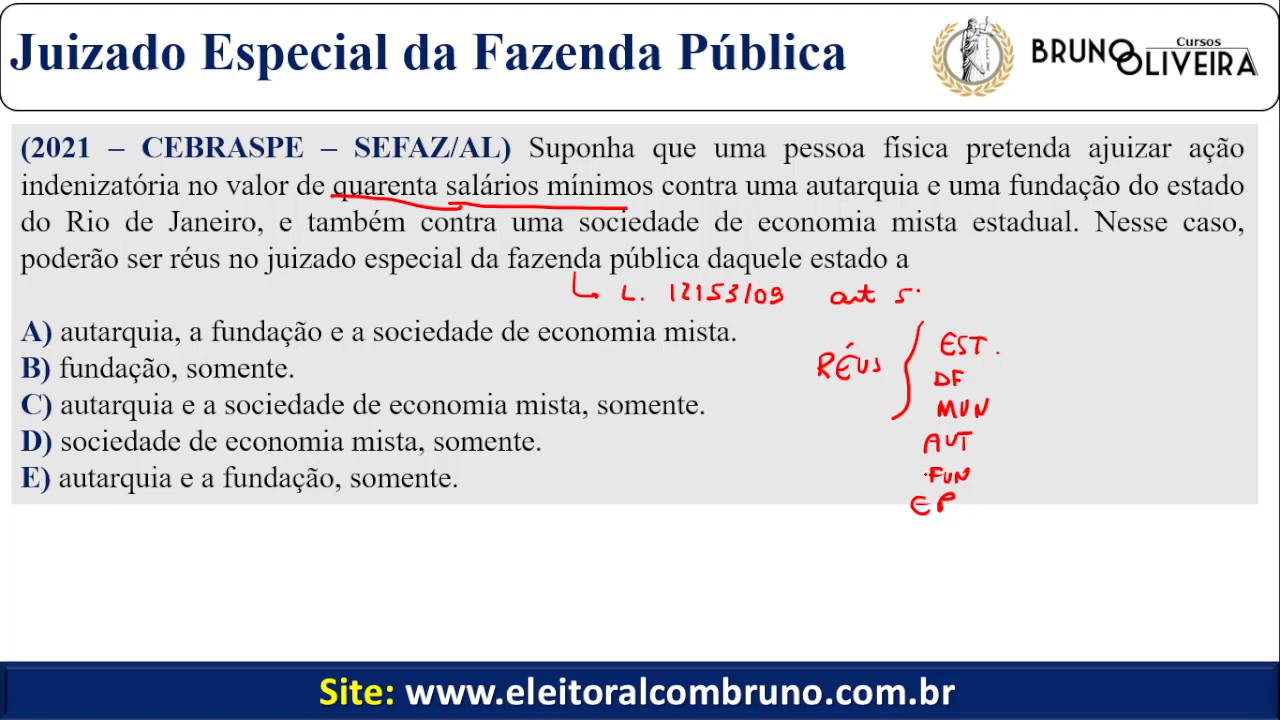 Juizado Especial da Fazenda Pública
Cursos
BRUNO
OLIVEIRA
(2021 – CEBRASPE – SEFAZ/AL) Suponha que uma pessoa física pretenda ajuizar ação
indenizatória no valor de quarenta salários mínimos contra uma autarquia e uma fundação do estado
do Rio de Janeiro, e também contra uma sociedade de economia mista estadual. Nesse caso,
poderão ser réus no juizado especial da fazenda pública daquele estado a
L. 12153/09 art 5.
A) autarquia, a fundação e a sociedade de economia mista.
B) fundação, somente.
C) autarquia e a sociedade de economia mista, somente.
D) sociedade de economia mista, somente.
E) autarquia e a fundação, somente.
RÉUS
EST.
DF
MUN
AUT
FUN
EP
Site: www.eleitoralcombruno.com.br